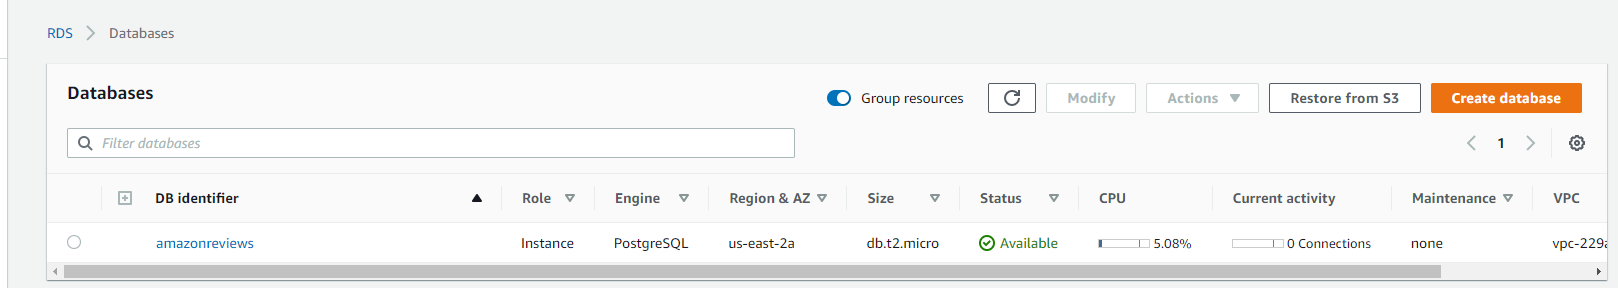 RDS > Databases
Databases
Group resources
Modify
Actions
Restore from S3
Create database
Filter databases
1
DB identifier Role Engine Region & AZ Size Status CPU Current activity Maintenance VPC
amazonreviews Instance PostgreSQL us-east-2a db.t2.micro Available 5.08% 0 Connections none vpc-229a